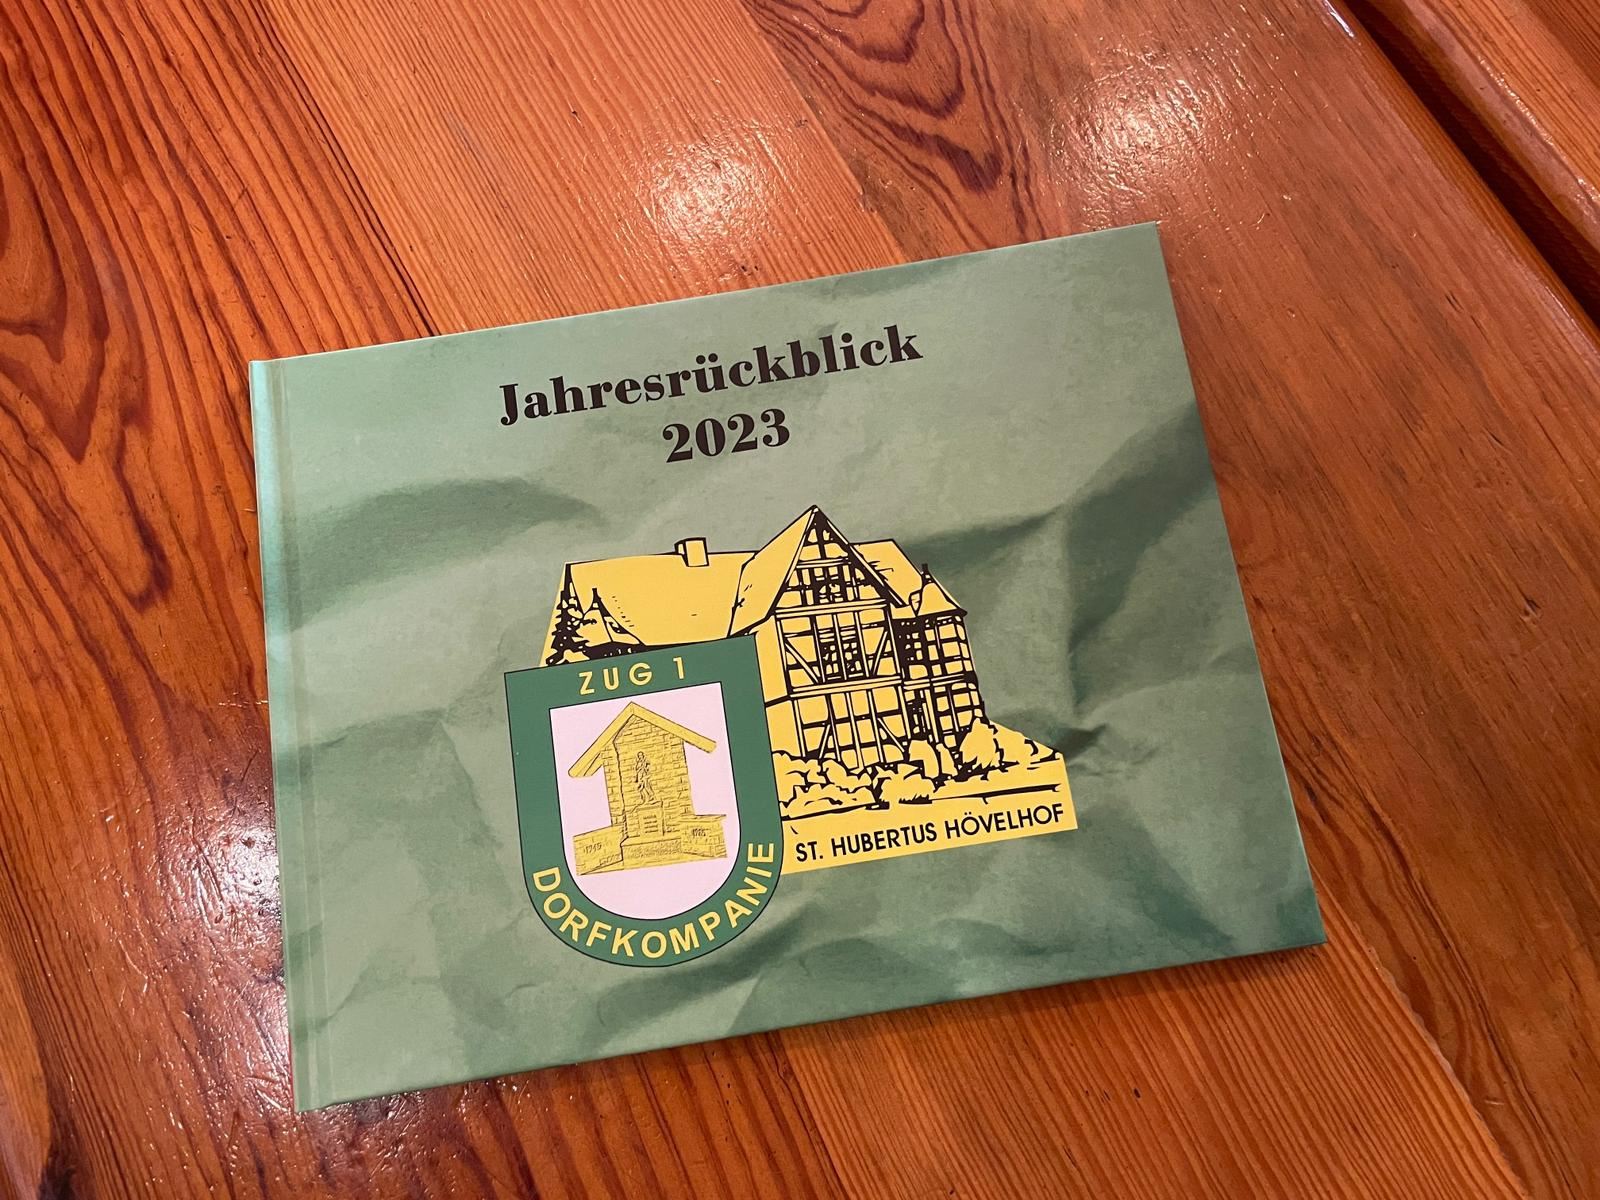 Jahresrückblick
2023
ZUG 1
DORFKOMPANIE
ST. HUBERTUS HÖVELHOF